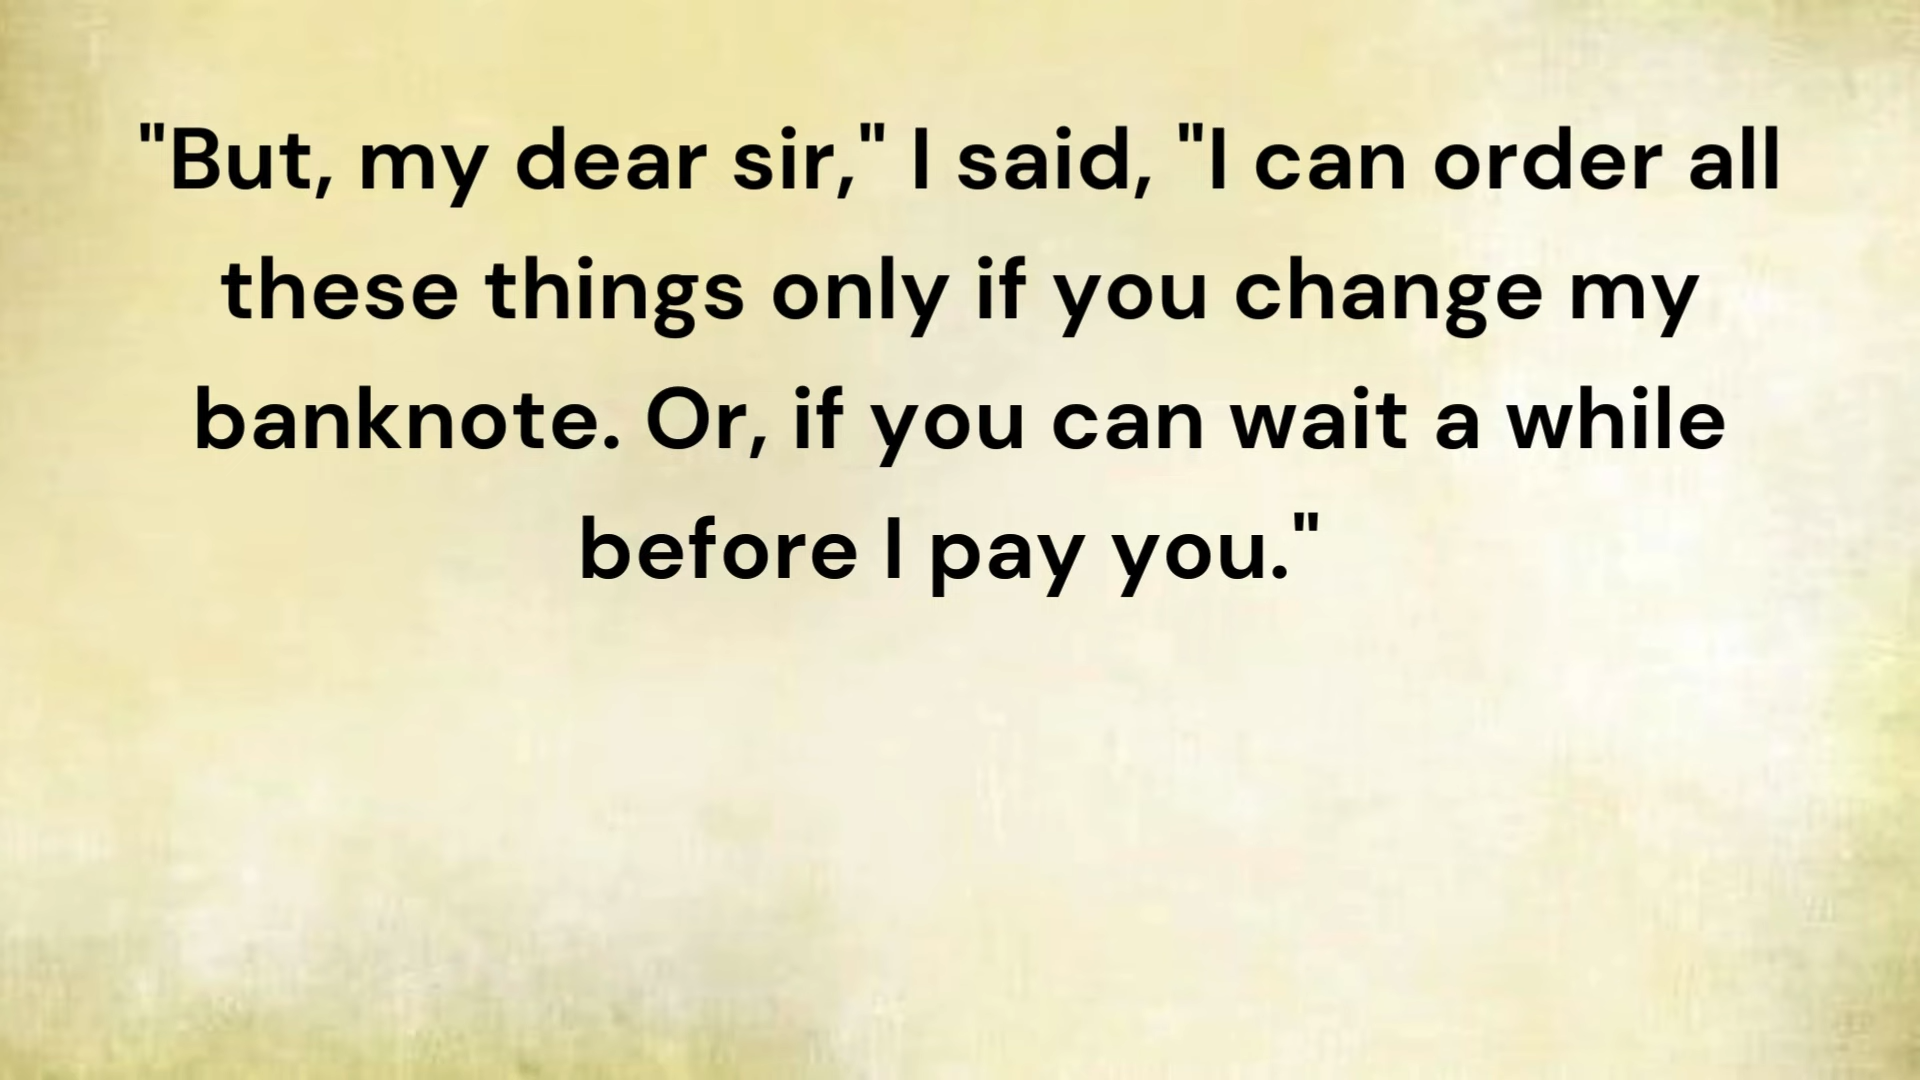 "But, my dear sir," I said, "I can order all
these things only if you change my
banknote. Or, if you can wait a while
before I pay you."